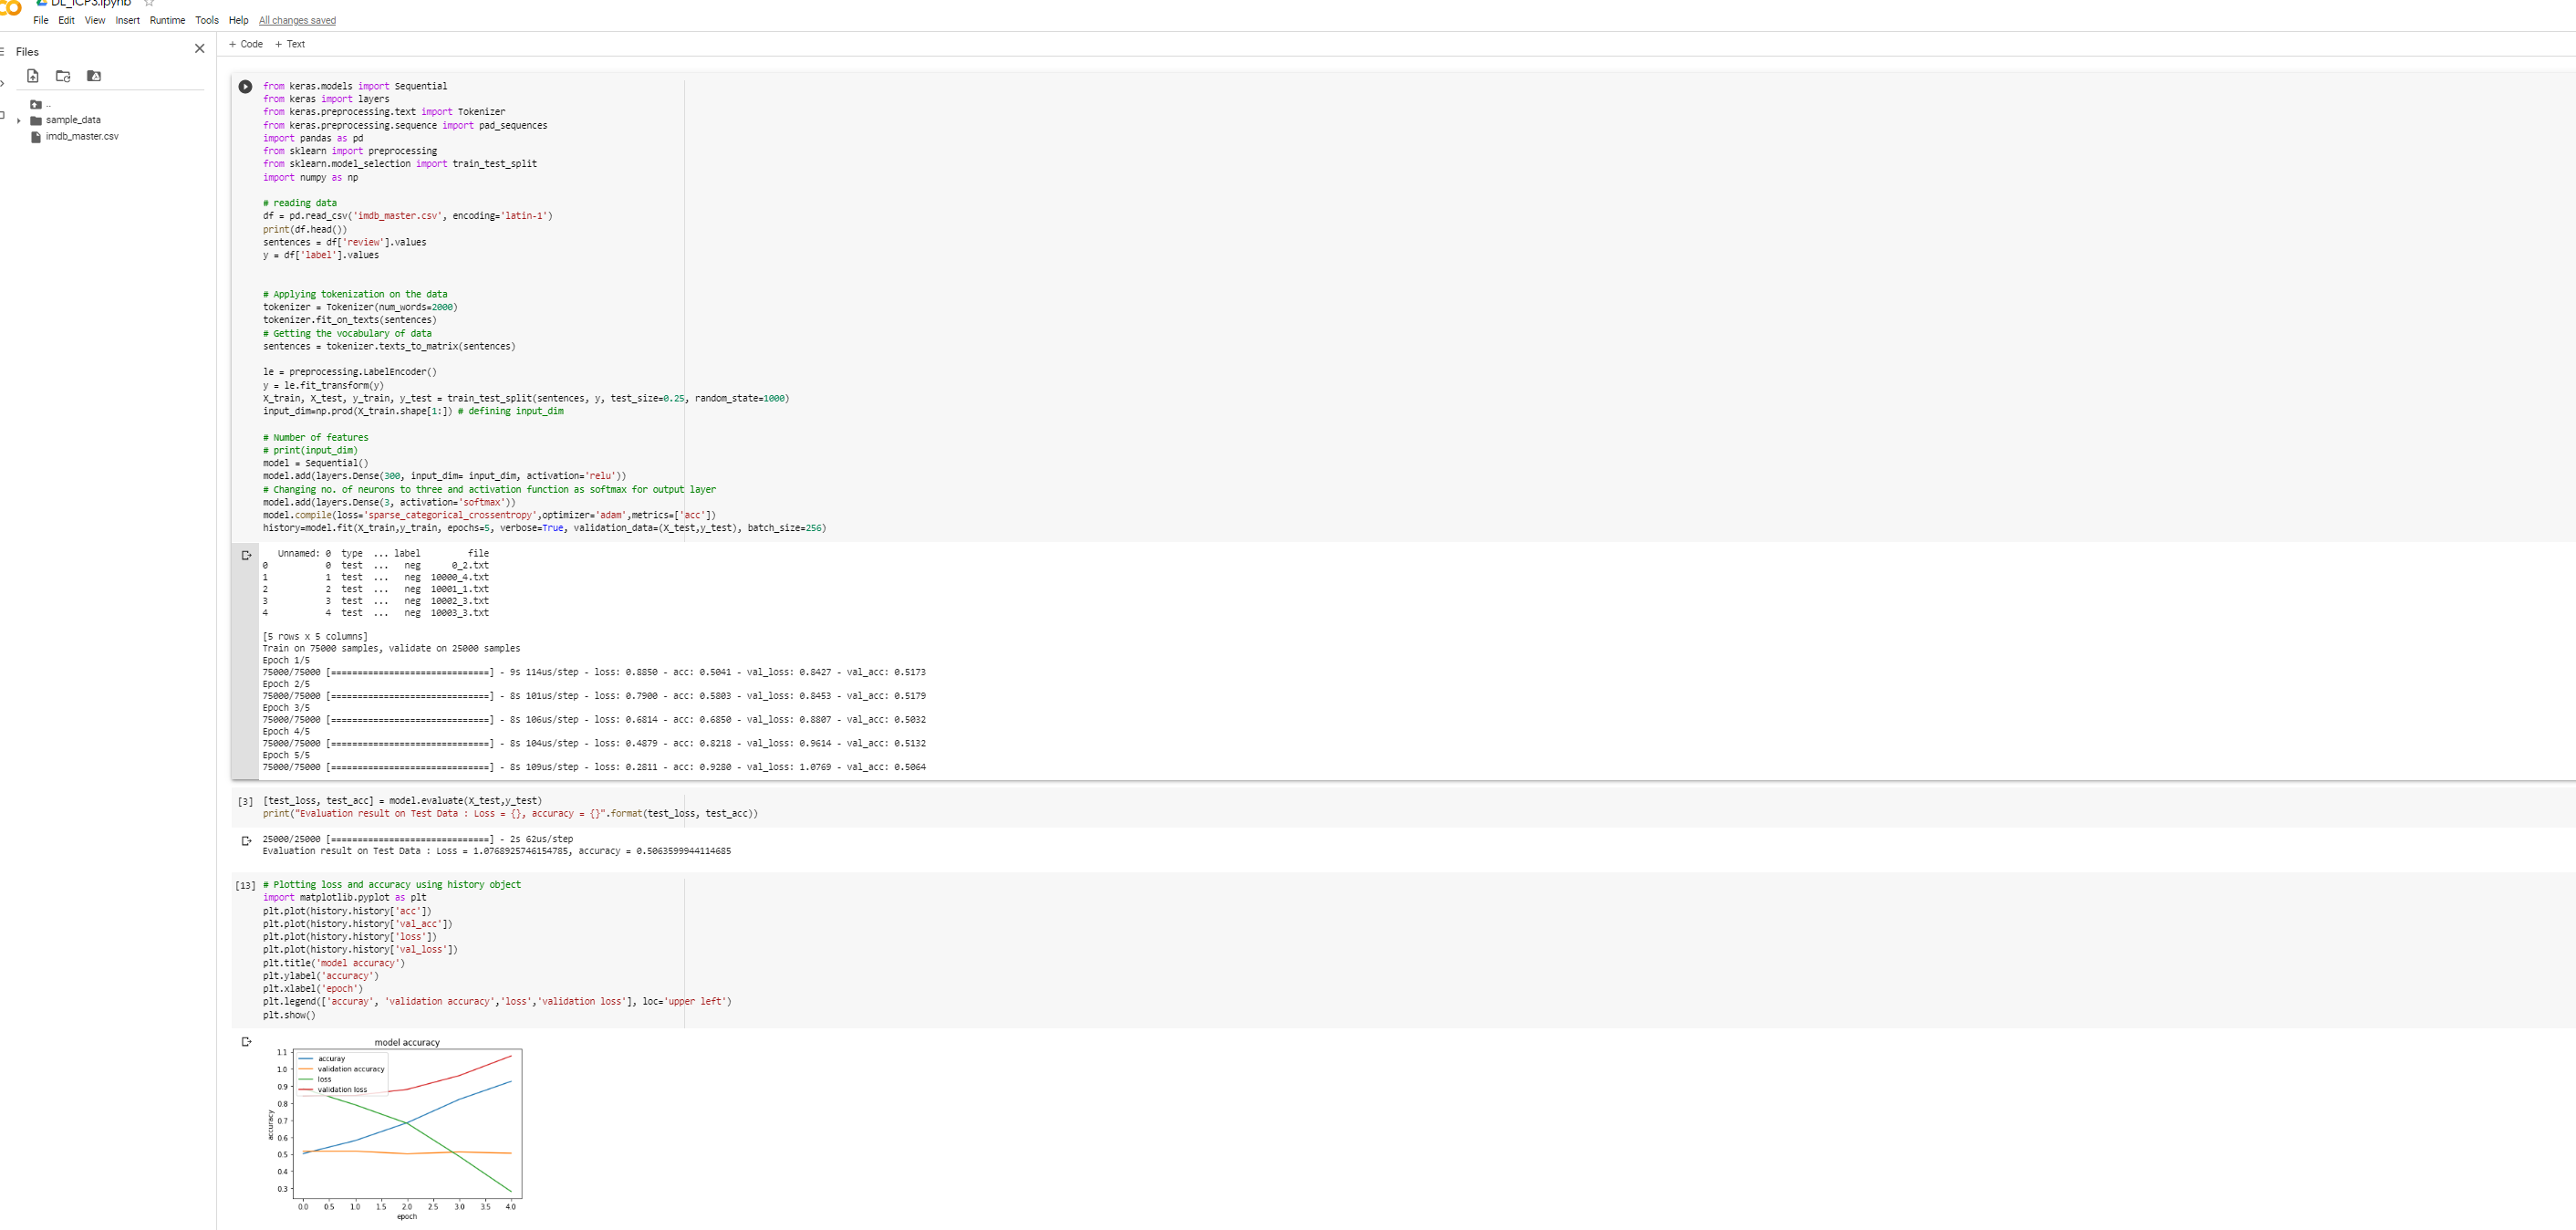 DL_ICP3.ipynb
File Edit View Insert Runtime Tools Help All changes saved
Files
+ Code + Text
..
sample_data
imdb_master.csv
from keras.models import Sequential
from keras import layers
from keras.preprocessing.text import Tokenizer
from keras.preprocessing.sequence import pad_sequences
import pandas as pd
from sklearn import preprocessing
from sklearn.model_selection import train_test_split
import numpy as np
# reading data
df = pd.read_csv('imdb_master.csv', encoding='latin-1')
print(df.head())
sentences = df['review'].values
y = df['label'].values
# Applying tokenization on the data
tokenizer = Tokenizer(num_words=2000)
tokenizer.fit_on_texts(sentences)
# Getting the vocabulary of data
sentences = tokenizer.texts_to_matrix(sentences)
le = preprocessing.LabelEncoder()
y = le.fit_transform(y)
X_train, X_test, y_train, y_test = train_test_split(sentences, y, test_size=0.25, random_state=1000)
input_dim=np.prod(X_train.shape[1:]) # defining input_dim
# Number of features
# print(input_dim)
model = Sequential()
model.add(layers.Dense(300, input_dim= input_dim, activation='relu'))
# Changing no. of neurons to three and activation function as softmax for output layer
model.add(layers.Dense(3, activation='softmax'))
model.compile(loss='sparse_categorical_crossentropy',optimizer='adam',metrics=['acc'])
history=model.fit(X_train,y_train, epochs=5, verbose=True, validation_data=(X_test,y_test), batch_size=256)
Unnamed: 0 type ... label file
0 0 test ... neg 0_2.txt
1 1 test ... neg 10000_4.txt
2 2 test ... neg 10001_1.txt
3 3 test ... neg 10002_3.txt
4 4 test ... neg 10003_3.txt
[5 rows x 5 columns]
Train on 75000 samples, validate on 25000 samples
Epoch 1/5
75000/75000 [==============================] - 9s 114us/step - loss: 0.8850 - acc: 0.5041 - val_loss: 0.8427 - val_acc: 0.5173
Epoch 2/5
75000/75000 [==============================] - 8s 101us/step - loss: 0.7900 - acc: 0.5803 - val_loss: 0.8453 - val_acc: 0.5179
Epoch 3/5
75000/75000 [==============================] - 8s 106us/step - loss: 0.6814 - acc: 0.6850 - val_loss: 0.8807 - val_acc: 0.5032
Epoch 4/5
75000/75000 [==============================] - 8s 104us/step - loss: 0.4879 - acc: 0.8218 - val_loss: 0.9614 - val_acc: 0.5132
Epoch 5/5
75000/75000 [==============================] - 8s 109us/step - loss: 0.2811 - acc: 0.9280 - val_loss: 1.0769 - val_acc: 0.5064
[3] [test_loss, test_acc] = model.evaluate(X_test,y_test)
print("Evaluation result on Test Data : Loss = {}, accuracy = {}".format(test_loss, test_acc))
25000/25000 [==============================] - 2s 62us/step
Evaluation result on Test Data : Loss = 1.0768925746154785, accuracy = 0.5063599944114685
[13] # Plotting loss and accuracy using history object
import matplotlib.pyplot as plt
plt.plot(history.history['acc'])
plt.plot(history.history['val_acc'])
plt.plot(history.history['loss'])
plt.plot(history.history['val_loss'])
plt.title('model accuracy')
plt.ylabel('accuracy')
plt.xlabel('epoch')
plt.legend(['accuray', 'validation accuracy','loss','validation loss'], loc='upper left')
plt.show()
model accuracy
accuray
validation accuracy
loss
validation loss
1.1
1.0
0.9
0.8
0.7
0.6
0.5
0.4
0.3
accuracy
0.0 0.5 1.0 1.5 2.0 2.5 3.0 3.5 4.0
epoch